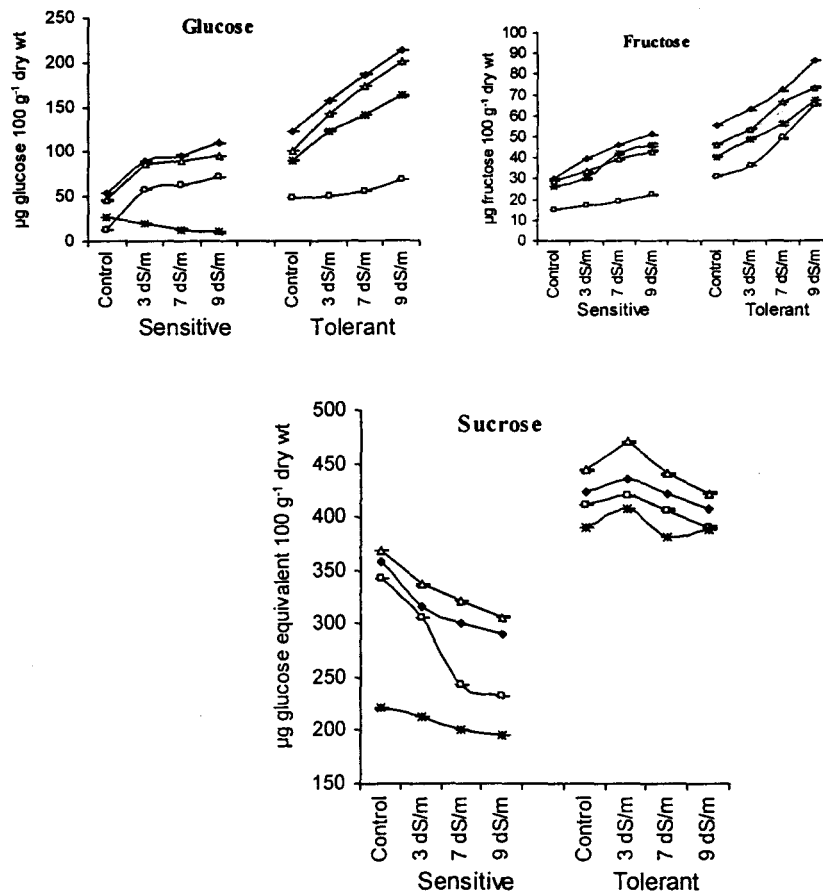 Glucose
µg glucose 100 g⁻¹ dry wt
250
200
150
100
50
0
Control
3 dS/m
7 dS/m
9 dS/m
Control
3 dS/m
7 dS/m
9 dS/m
Sensitive
Tolerant
Fructose
µg fructose 100 g⁻¹ dry wt
100
90
80
70
60
50
40
30
20
10
0
Control
3 dS/m
7 dS/m
9 dS/m
Control
3 dS/m
7 dS/m
9 dS/m
Sensitive
Tolerant
Sucrose
µg glucose equivalent 100 g⁻¹ dry wt
500
450
400
350
300
250
200
150
Control
3 dS/m
7 dS/m
9 dS/m
Control
3 dS/m
7 dS/m
9 dS/m
Sensitive
Tolerant